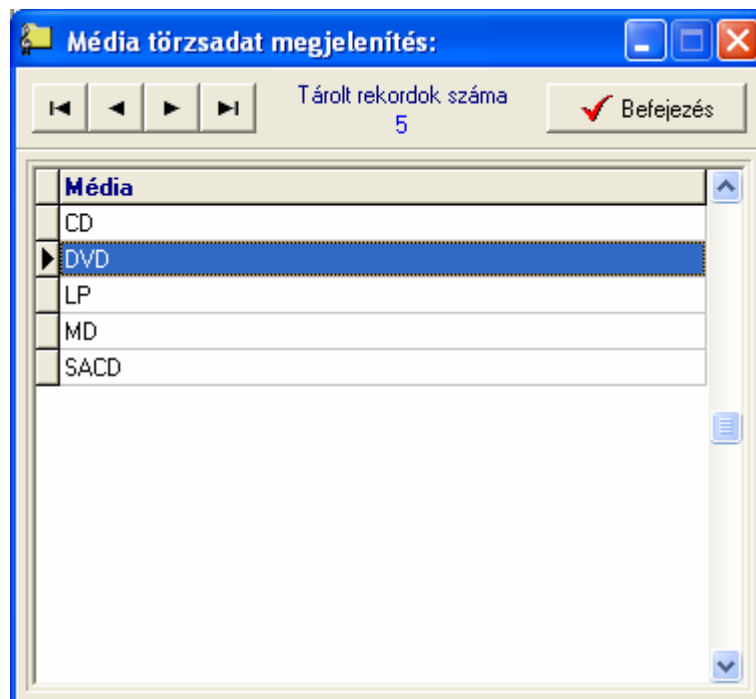 Média törzsadat megjelenítés:
Tárolt rekordok száma
5
Befejezés
Média
CD
DVD
LP
MD
SACD